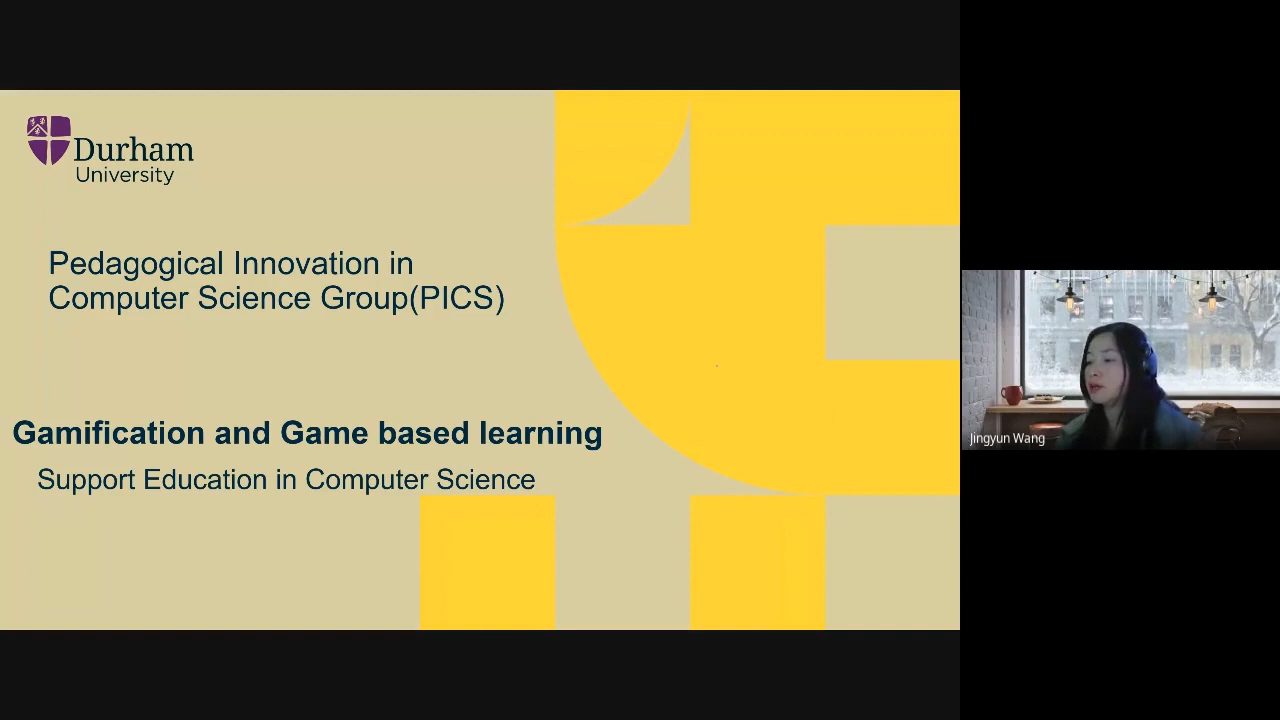 Durham
University
Pedagogical Innovation in
Computer Science Group(PICS)
Gamification and Game based learning
Support Education in Computer Science
Jingyun Wang